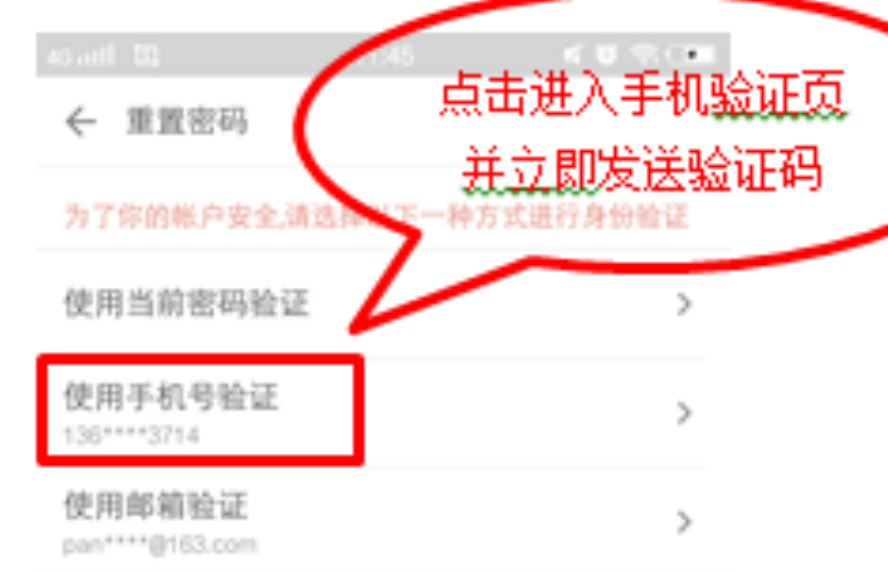 4G
:45
点击进入手机验证页
并立即发送验证码
重置密码
为了你的帐户安全,请选择以下一种方式进行身份验证
使用当前密码验证
使用手机号验证
136****3714
使用邮箱验证
pan****@163.com